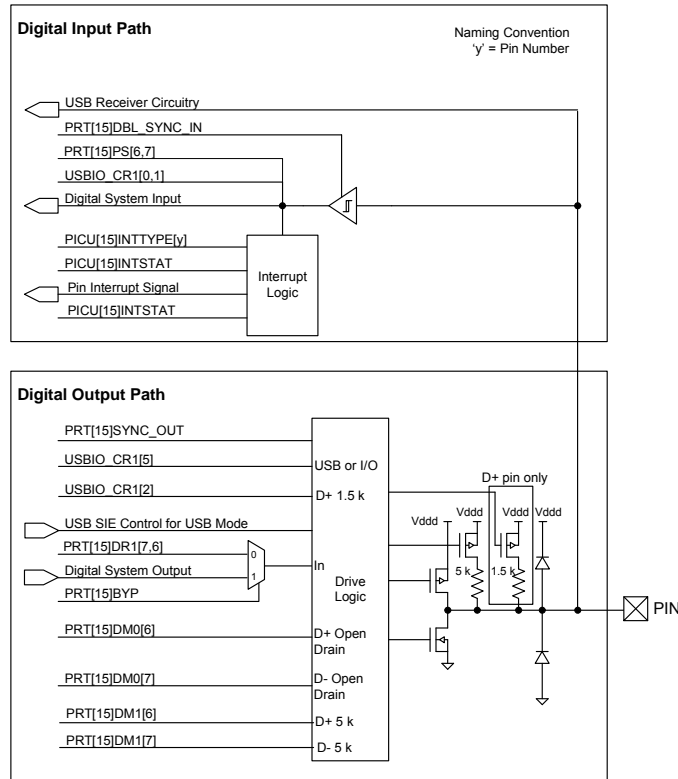 Digital Input Path
Naming Convention
'y' = Pin Number
USB Receiver Circuitry
PRT[15]DBL_SYNC_IN
PRT[15]PS[6,7]
USBIO_CR1[0,1]
Digital System Input
PICU[15]INTTYPE[y]
PICU[15]INTSTAT
Pin Interrupt Signal
PICU[15]INTSTAT
Interrupt
Logic
Digital Output Path
PRT[15]SYNC_OUT
USBIO_CR1[5]
USB or I/O
USBIO_CR1[2]
D+ 1.5 k
USB SIE Control for USB Mode
PRT[15]DR1[7,6]
0
Digital System Output
1
PRT[15]BYP
In
Drive
Logic
PRT[15]DM0[6]
D+ Open
Drain
PRT[15]DM0[7]
D- Open
Drain
PRT[15]DM1[6]
D+ 5 k
PRT[15]DM1[7]
D- 5 k
D+ pin only
Vddd
Vddd
Vddd
Vddd
5 k
1.5 k
PIN